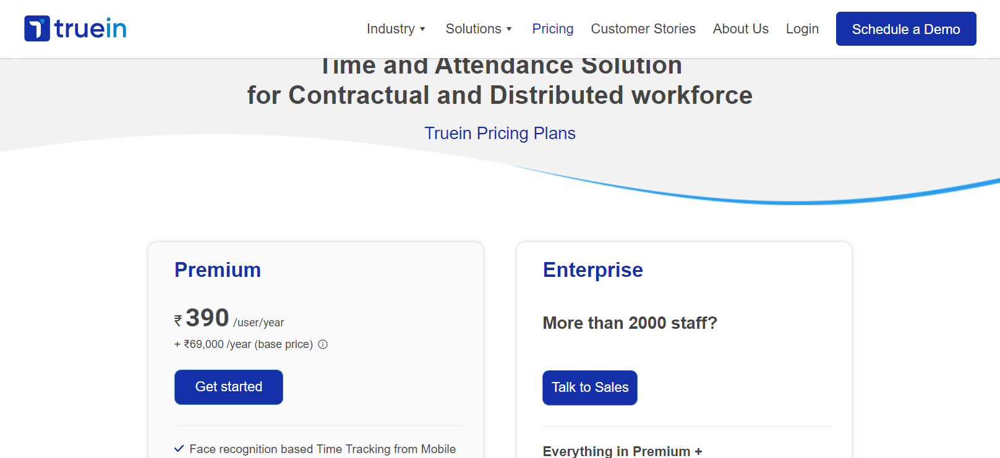 truein
Industry ▾ Solutions ▾ Pricing Customer Stories About Us Login Schedule a Demo
Time and Attendance Solution
for Contractual and Distributed workforce
Truein Pricing Plans
Premium
₹ 390 /user/year
+ ₹69,000 /year (base price)
Get started
Face recognition based Time Tracking from Mobile
Enterprise
More than 2000 staff?
Talk to Sales
Everything in Premium +